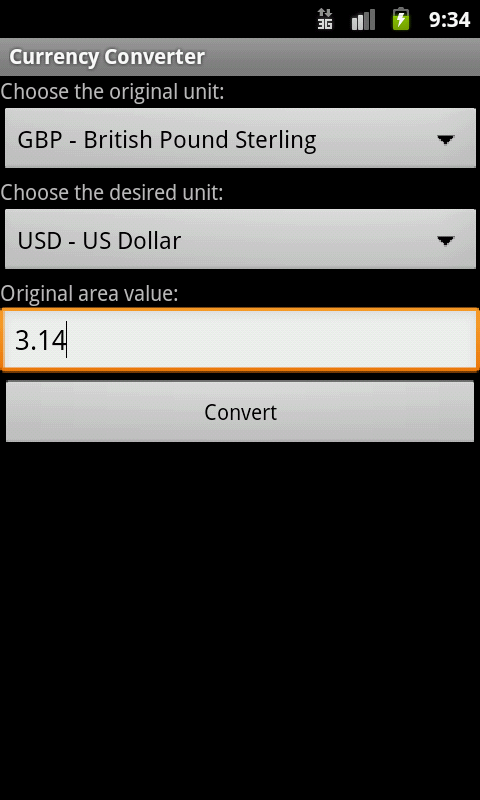 3G 9:34
Currency Converter
Choose the original unit:
GBP - British Pound Sterling
Choose the desired unit:
USD - US Dollar
Original area value:
3.14
Convert